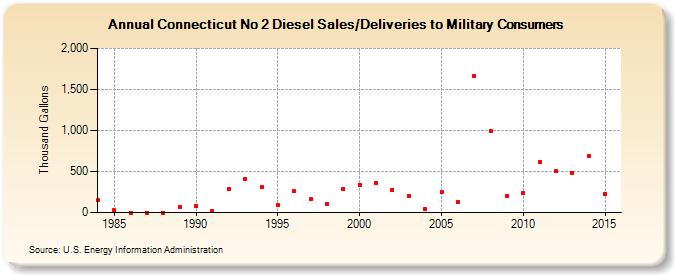 Annual Connecticut No 2 Diesel Sales/Deliveries to Military Consumers
Thousand Gallons
2,000
1,500
1,000
500
0
1985 1990 1995 2000 2005 2010 2015
Source: U.S. Energy Information Administration